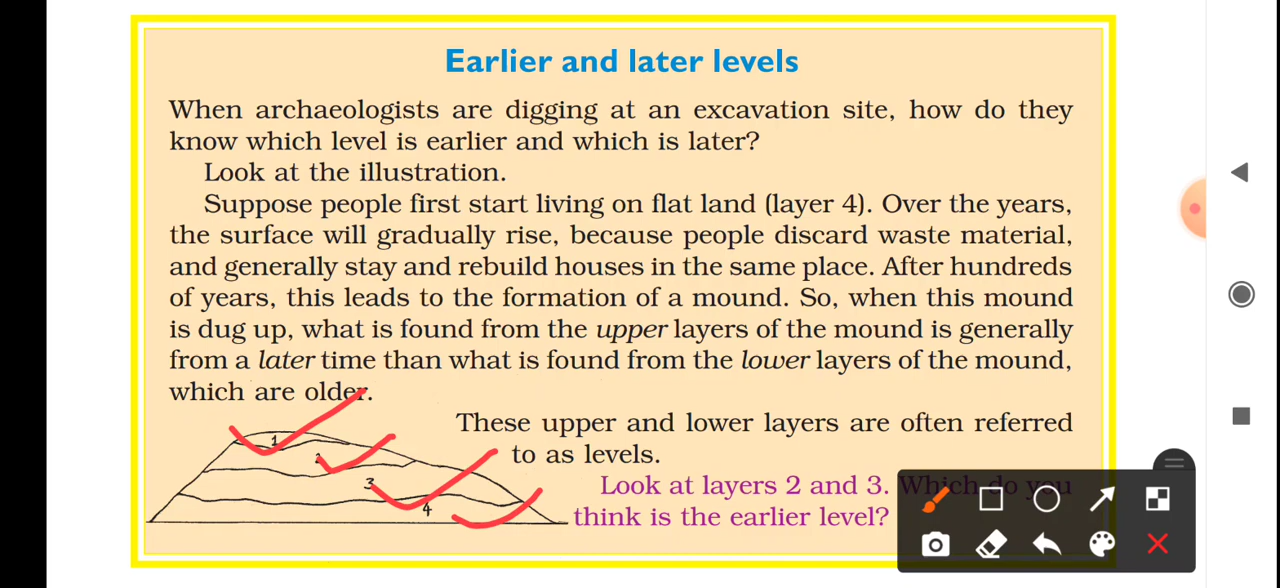 Earlier and later levels
When archaeologists are digging at an excavation site, how do they
know which level is earlier and which is later?
Look at the illustration.
Suppose people first start living on flat land (layer 4). Over the years,
the surface will gradually rise, because people discard waste material,
and generally stay and rebuild houses in the same place. After hundreds
of years, this leads to the formation of a mound. So, when this mound
is dug up, what is found from the upper layers of the mound is generally
from a later time than what is found from the lower layers of the mound,
which are older.
These upper and lower layers are often referred
to as levels.
Look at layers 2 and 3. Which do you
think is the earlier level?
1
2
3
4